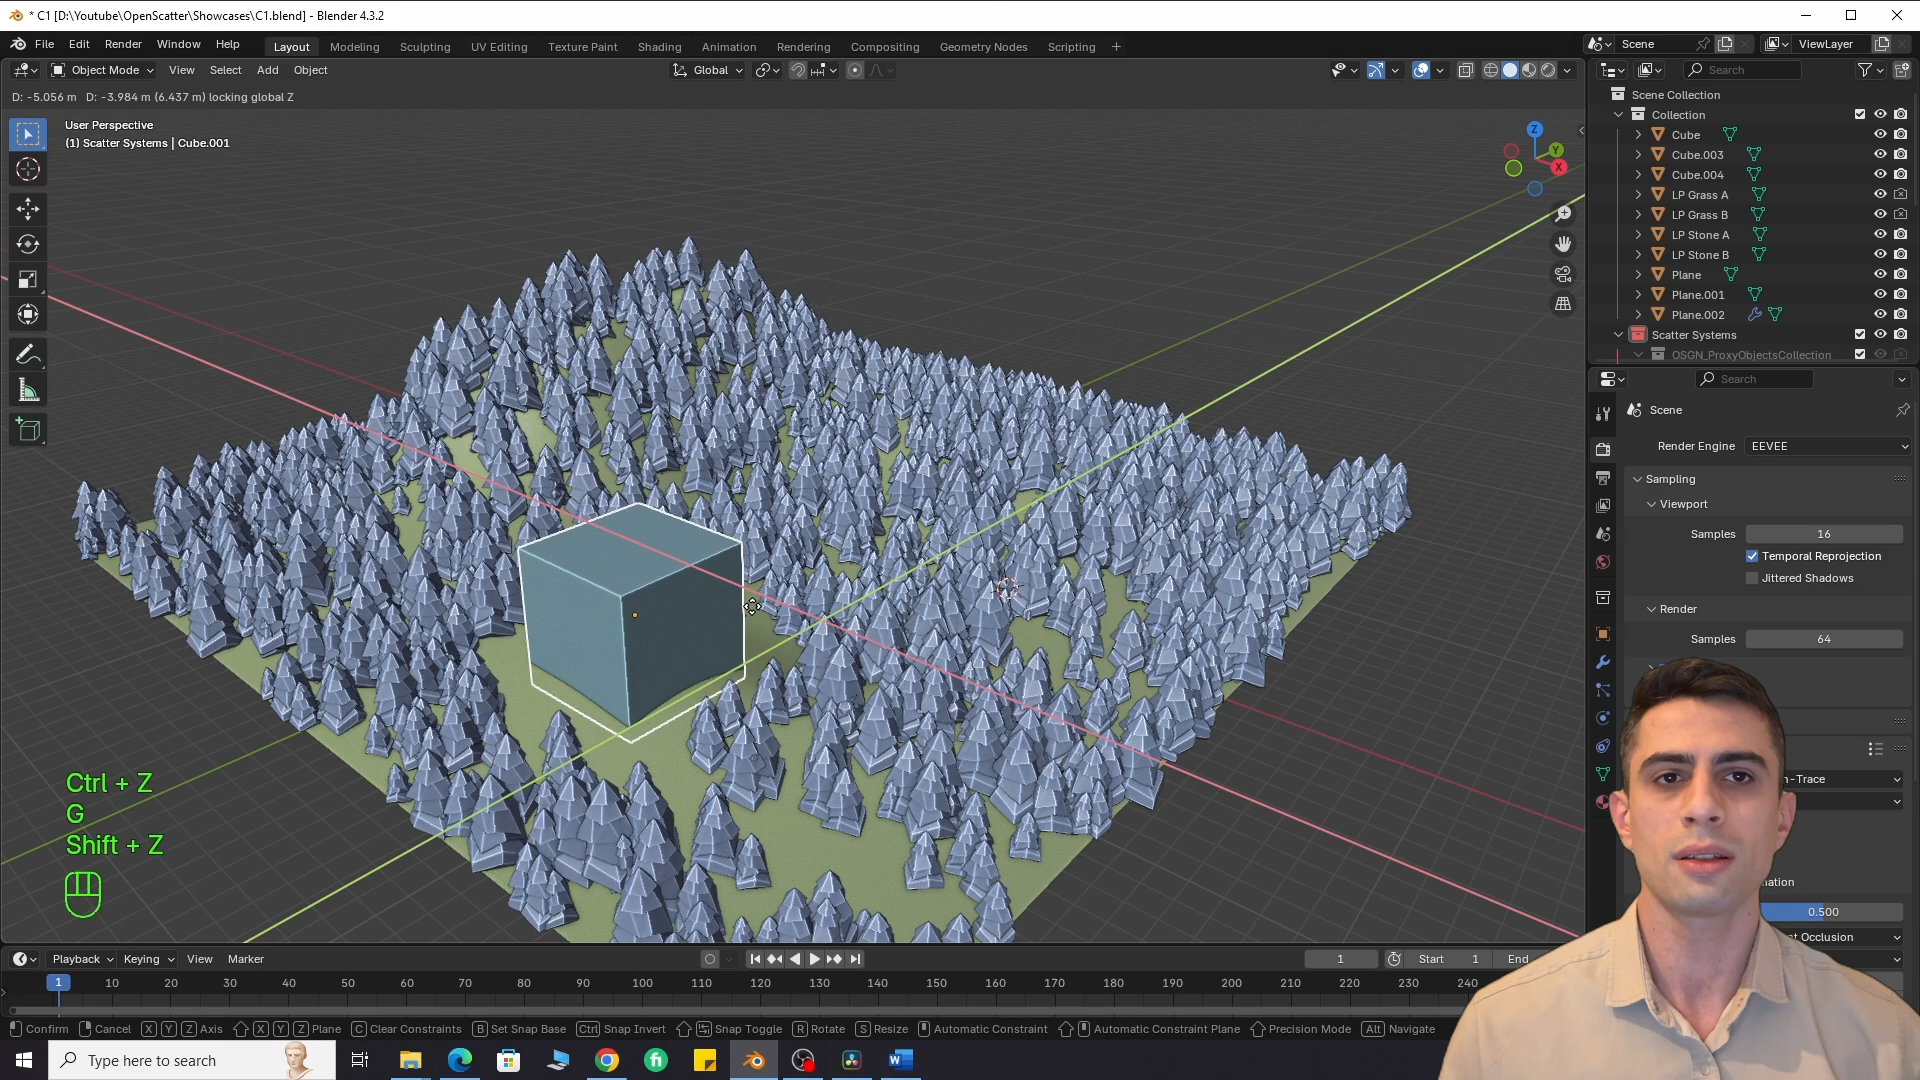 * C1 [D:\Youtube\OpenScatter\Showcases\C1.blend] - Blender 4.3.2
File Edit Render Window Help
Layout Modeling Sculpting UV Editing Texture Paint Shading Animation Rendering Compositing Geometry Nodes Scripting +
Scene
ViewLayer
Object Mode View Select Add Object
Global
Search
D: -5.056 m D: -3.984 m (6.437 m) locking global Z
User Perspective
(1) Scatter Systems | Cube.001
Z
Y
X
Scene Collection
Collection
Cube
Cube.003
Cube.004
LP Grass A
LP Grass B
LP Stone A
LP Stone B
Plane
Plane.001
Plane.002
Scatter Systems
OSGN_ProxyObjectsCollection
Search
Scene
Render Engine EEVEE
Sampling
Viewport
Samples 16
Temporal Reprojection
Jittered Shadows
Render
Samples 64
n-Trace
0.500
Occlusion
Ctrl + Z
G
Shift + Z
Playback Keying View Marker
1
Start 1 End
1 10 20 30 40 50 60 70 80 90 100 110 120 130 140 150 160 170 180 190 200 210 220 230 240
Confirm Cancel X Y Z Axis X Y Z Plane C Clear Constraints B Set Snap Base Ctrl Snap Invert Snap Toggle R Rotate S Resize Automatic Constraint Automatic Constraint Plane Precision Mode Alt Navigate
Type here to search